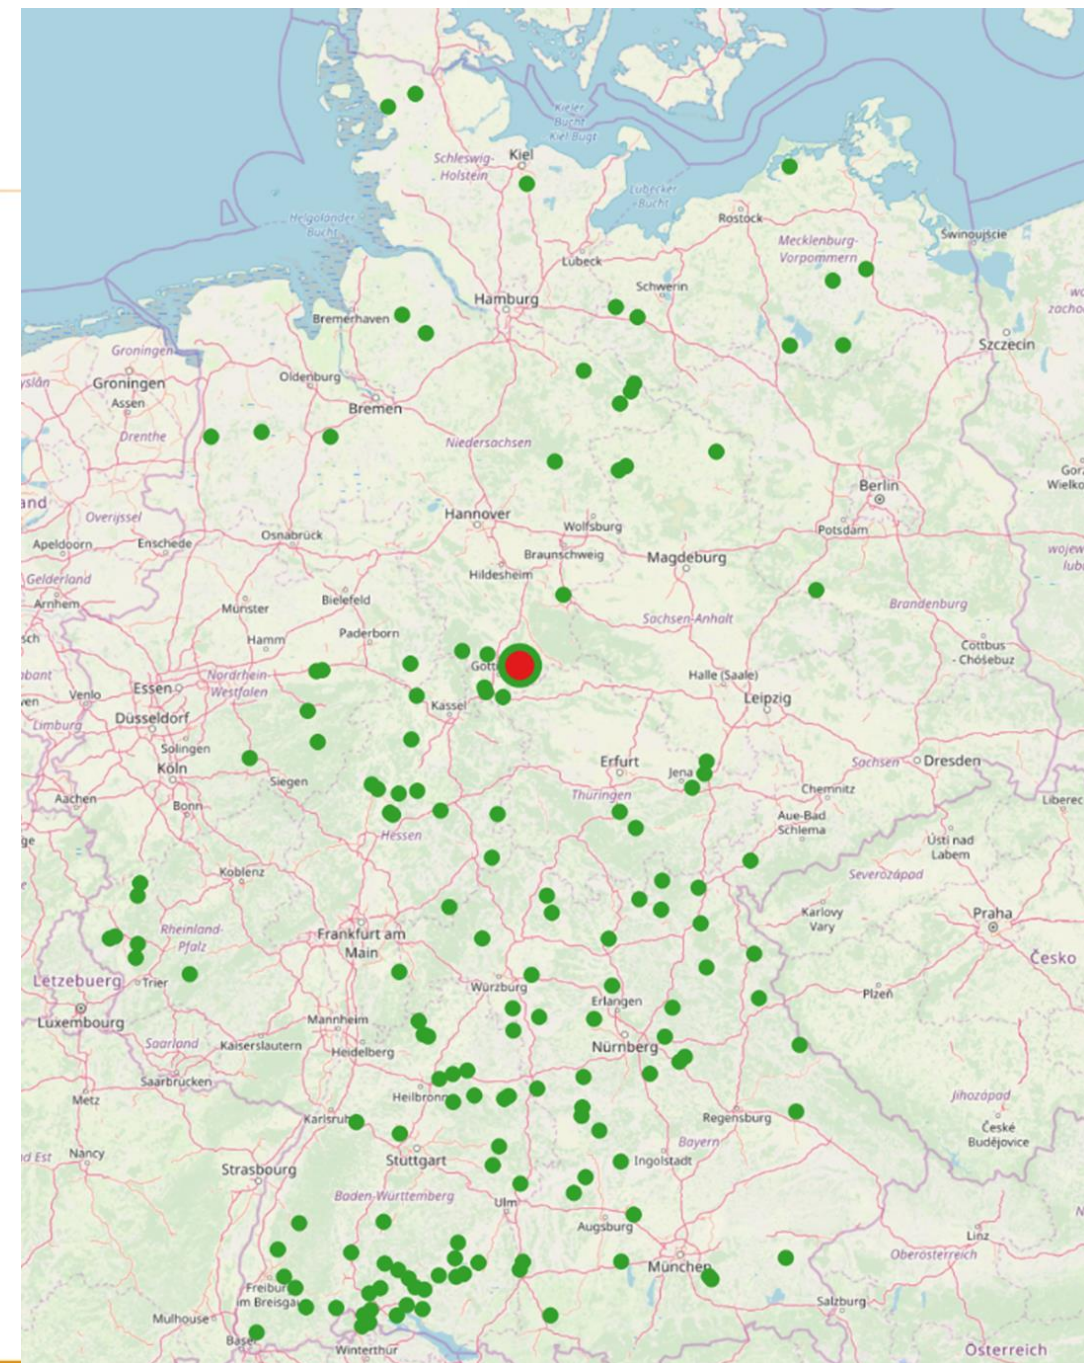 Kieler
Bucht
Kiel Bugt
Kiel
Schleswig-
Holstein
Lübecker
Bucht
Helgoländer
Bucht
Rostock
Świnoujście
Mecklenburg-
Vorpommern
Lübeck
Schwerin
Hamburg
Bremerhaven
Szczecin
Groningen
Groningen
Oldenburg
Assen
Bremen
Drenthe
Niedersachsen
Berlin
Hannover
Wolfsburg
Overijssel
Potsdam
Apeldoorn
Enschede
Osnabrück
Braunschweig
Magdeburg
Hildesheim
Gelderland
Arnhem
Münster
Bielefeld
Sachsen-Anhalt
Brandenburg
Hamm
Paderborn
Cottbus
- Chóśebuz
Essen
Nordrhein-
Westfalen
Halle (Saale)
Venlo
Kassel
Leipzig
Düsseldorf
Limburg
Solingen
Köln
Erfurt
Jena
Sachsen
Dresden
Siegen
Aachen
Bonn
Thüringen
Chemnitz
Aue-Bad
Schlema
Hessen
Ústí nad
Labem
Koblenz
Severozápad
Karlovy
Vary
Praha
Rheinland-
Pfalz
Frankfurt am
Main
Česko
Lëtzebuerg
Trier
Würzburg
Plzeň
Erlangen
Luxembourg
Mannheim
Saarland
Kaiserslautern
Heidelberg
Nürnberg
Saarbrücken
Metz
Heilbronn
Jihozápad
Karlsruh
Regensburg
České
Budějovice
Nancy
Bayern
Strasbourg
Stuttgart
Ingolstadt
Baden-Württemberg
Ulm
Augsburg
Linz
Oberösterreich
München
Freibur
im Breisga
Salzburg
Mulhouse
Basel
Winterthur
Österreich